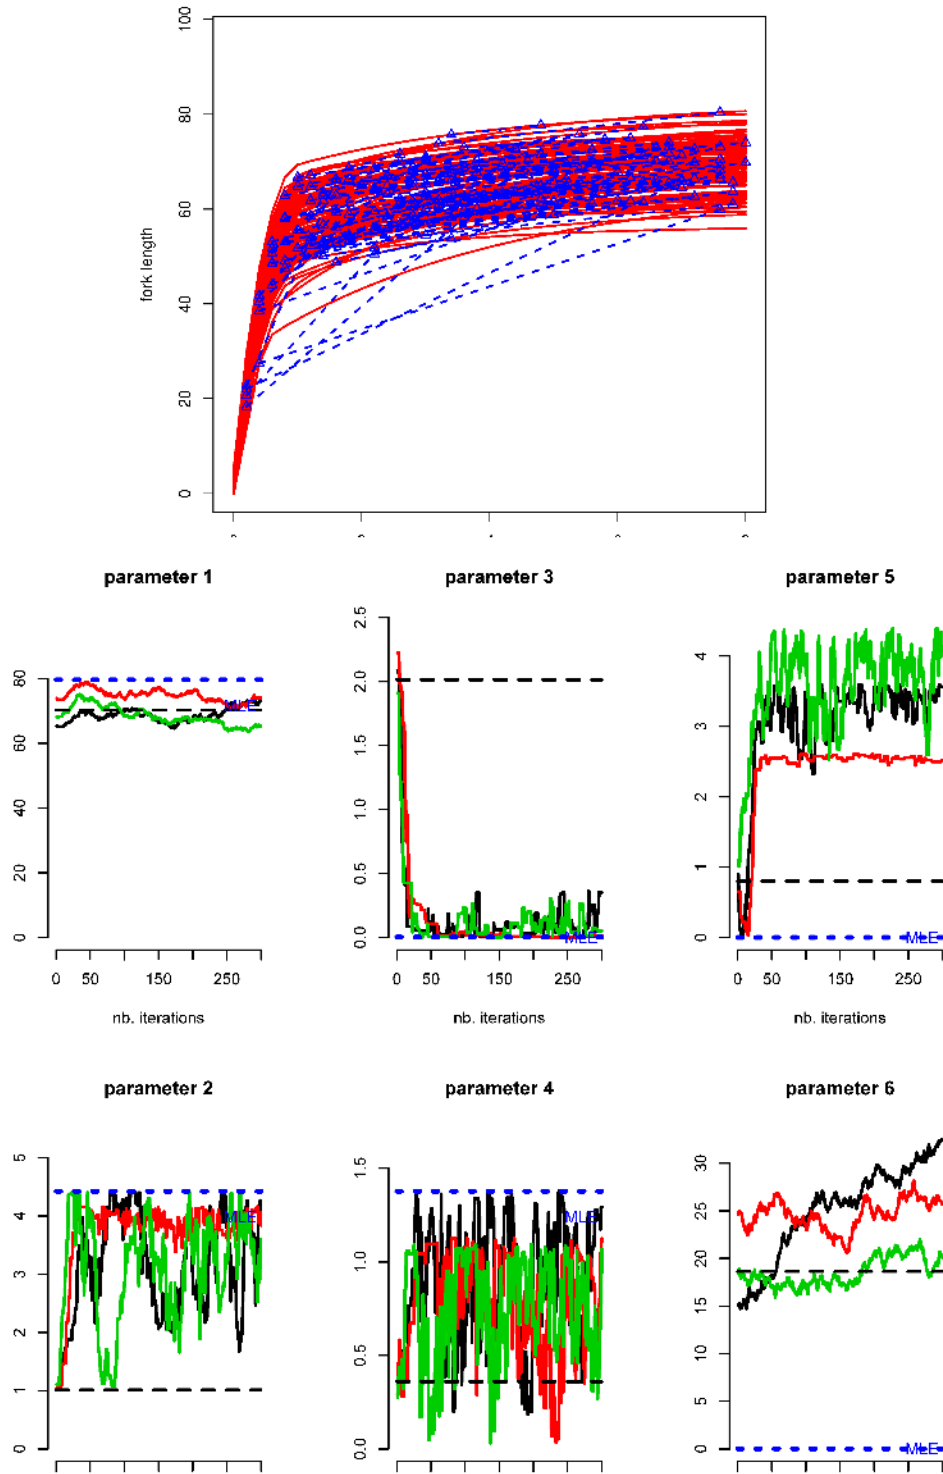 100
80
60
40
20
0
fork length
parameter 1
parameter 3
parameter 5
80
60
40
20
0
2.5
2.0
1.5
1.0
0.5
0.0
4
3
2
1
0
MLE
MLE
MLE
0 50 150 250
0 50 150 250
0 50 150 250
nb. iterations
nb. iterations
nb. iterations
parameter 2
parameter 4
parameter 6
5
4
3
2
1
0
1.5
1.0
0.5
0.0
30
25
20
15
10
5
0
MLE
MLE
MLE